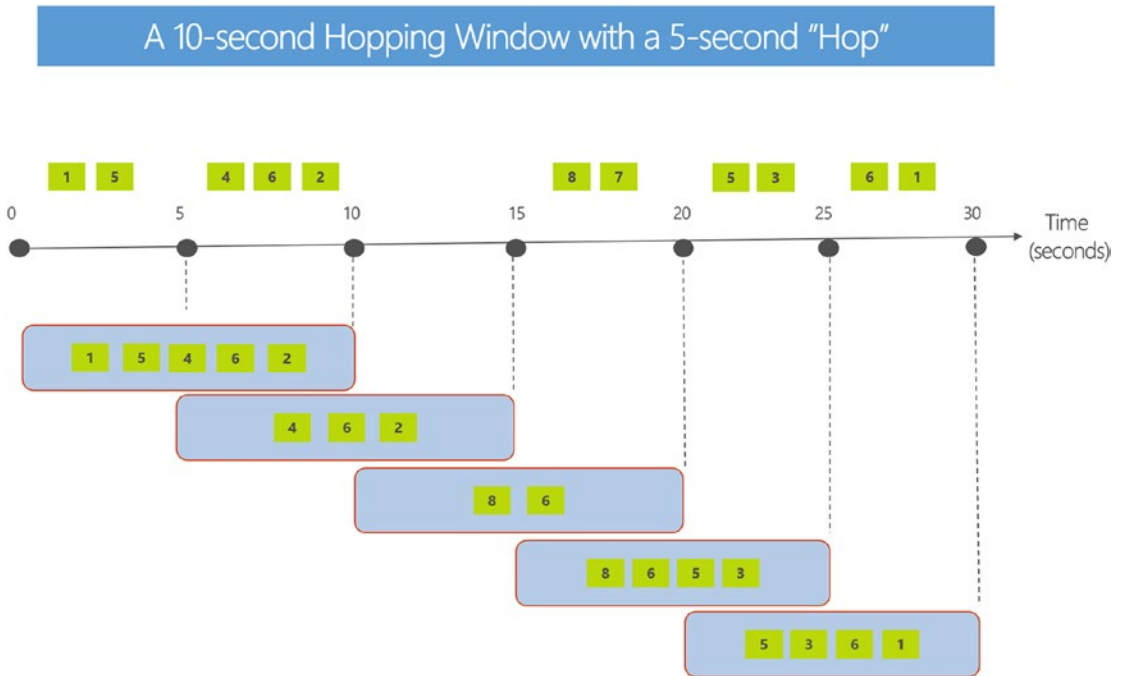 A 10-second Hopping Window with a 5-second "Hop"
1 5 4 6 2 8 7 5 3 6 1
0 5 10 15 20 25 30
Time
(seconds)
1 5 4 6 2
4 6 2
8 6
8 6 5 3
5 3 6 1